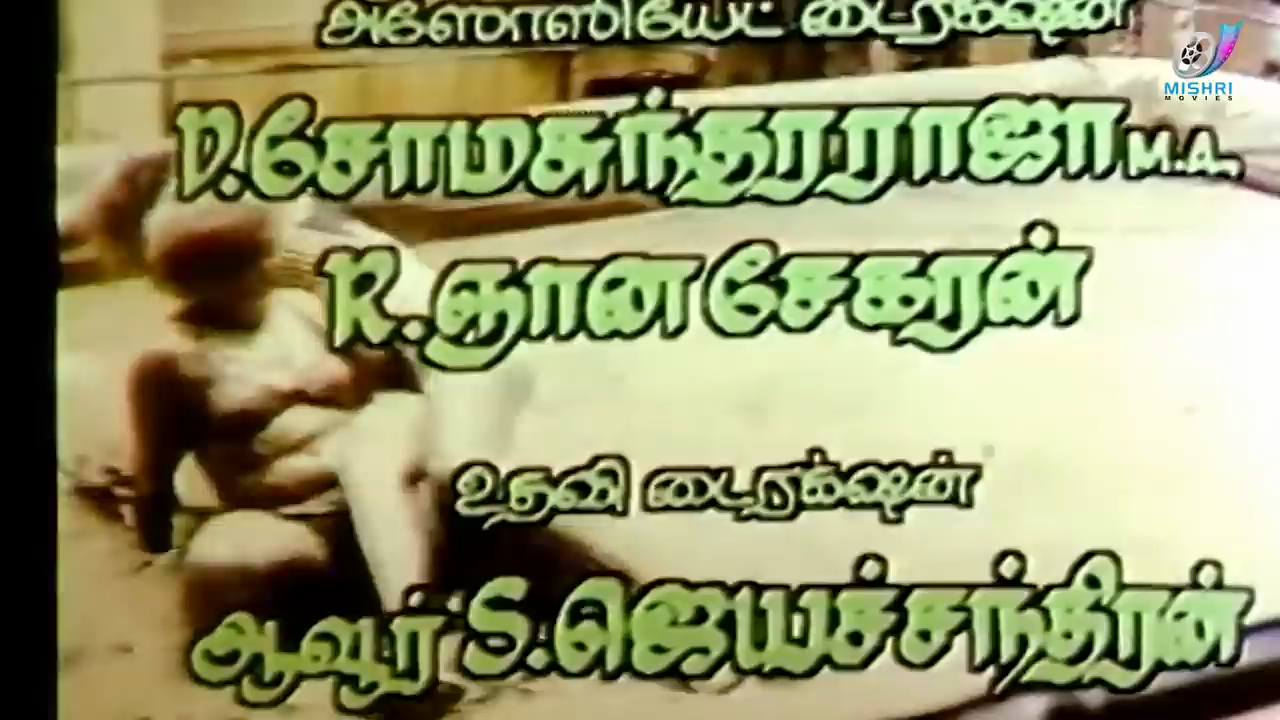 அஸோஸியேட் டைரக்‌ஷன்
MISHRI
MOVIES
D.சோமசுந்தரராஜா M.A.,
R.ஞானசேகரன்
உதவி டைரக்‌ஷன்
ஆவூர் S.ஜெயச்சந்திரன்